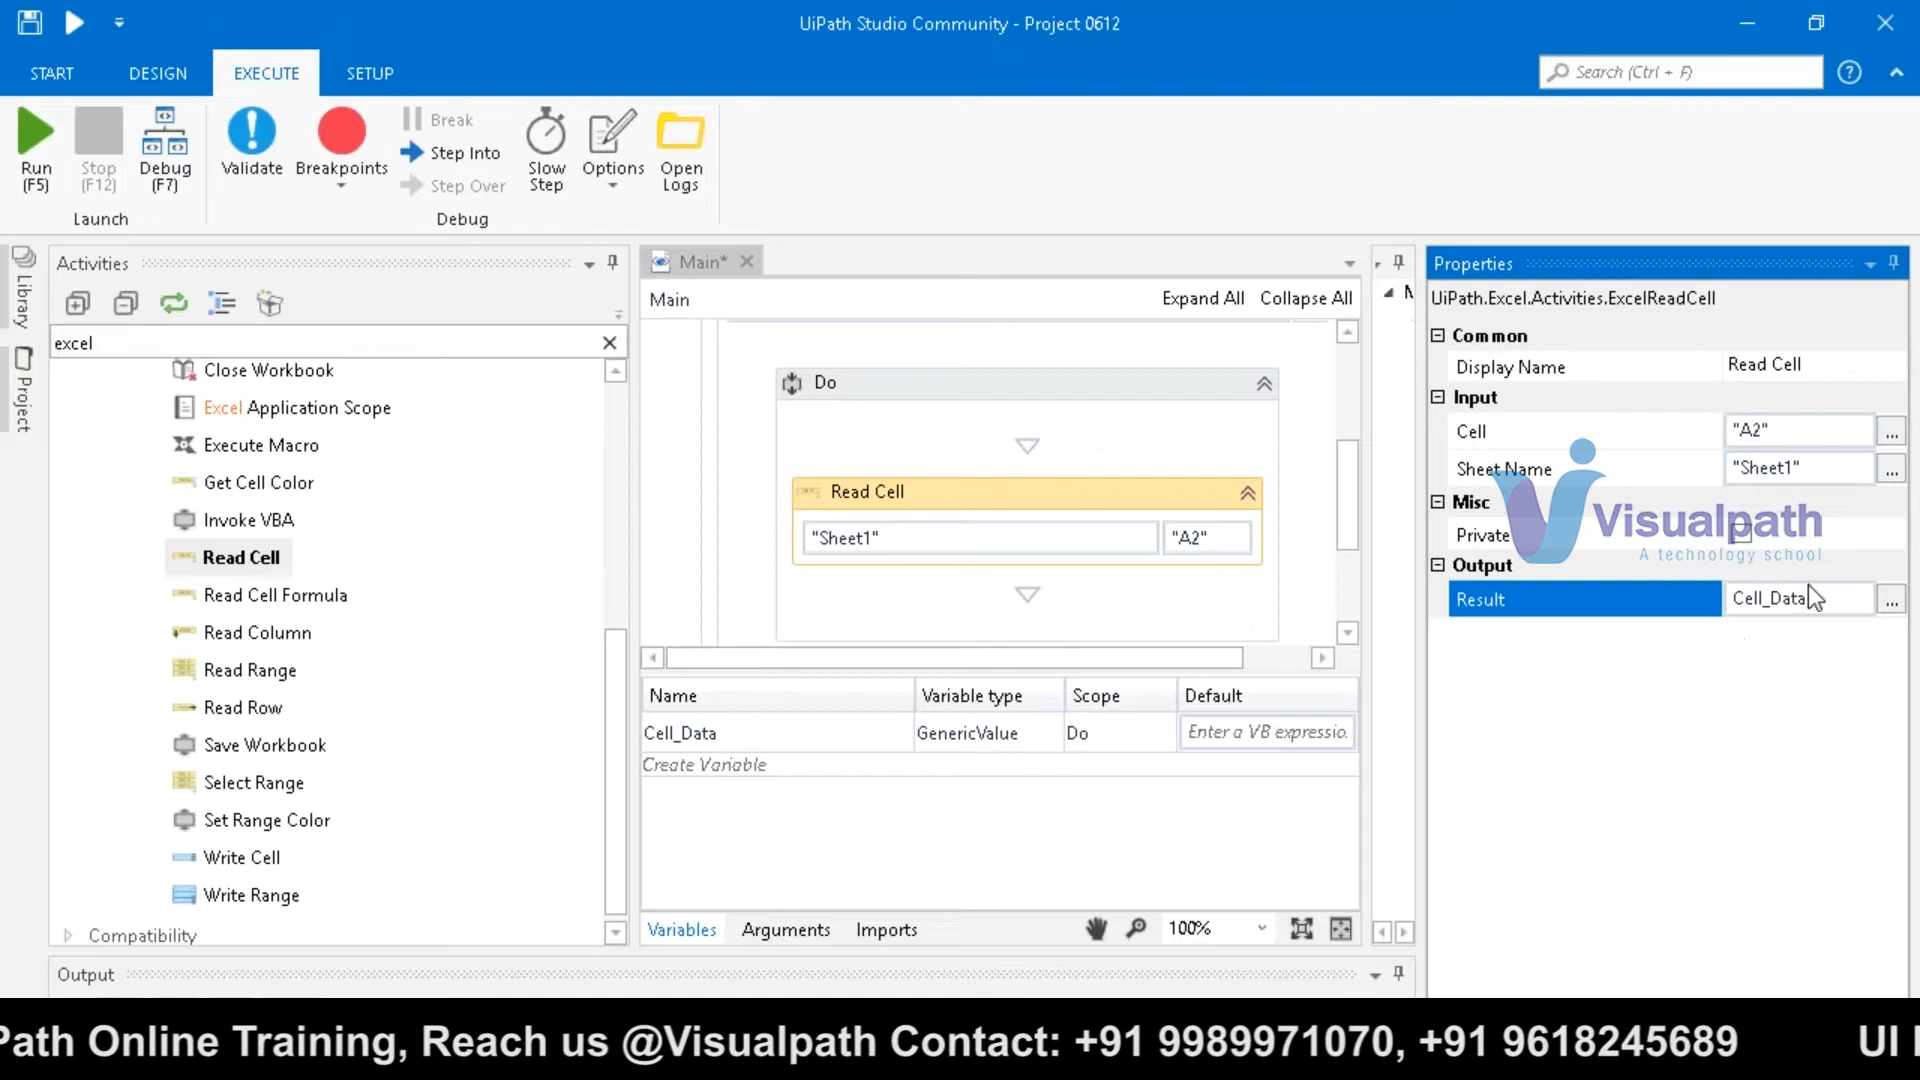 UiPath Studio Community - Project 0612
START
DESIGN
EXECUTE
SETUP
Search (Ctrl + F)
Run
(F5)
Stop
(F12)
Debug
(F7)
Launch
Validate
Breakpoints
Break
Step Into
Step Over
Slow
Step
Options
Open
Logs
Debug
Library
Project
Activities
excel
Close Workbook
Excel Application Scope
Execute Macro
Get Cell Color
Invoke VBA
Read Cell
Read Cell Formula
Read Column
Read Range
Read Row
Save Workbook
Select Range
Set Range Color
Write Cell
Write Range
Compatibility
Output
Main*
Main
Expand All
Collapse All
Do
Read Cell
"Sheet1"
"A2"
Name
Variable type
Scope
Default
Cell_Data
GenericValue
Do
Enter a VB expressio
Create Variable
Variables
Arguments
Imports
100%
Properties
UiPath.Excel.Activities.ExcelReadCell
Common
Display Name
Read Cell
Input
Cell
"A2"
...
Sheet Name
"Sheet1"
...
Misc
Private
Visualpath
A technology school
Output
Result
Cell_Data
...
Path Online Training, Reach us @Visualpath Contact: +91 9989971070, +91 9618245689
UI